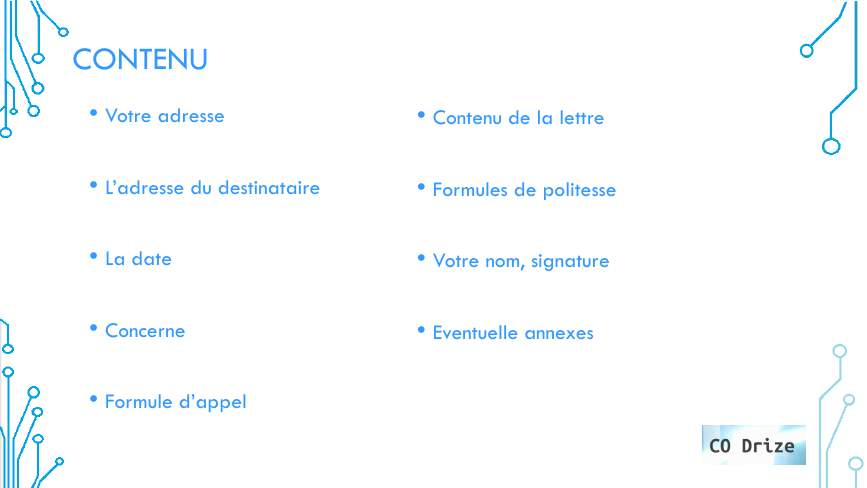 CONTENU
• Votre adresse
• L'adresse du destinataire
• La date
• Concerne
• Formule d'appel
• Contenu de la lettre
• Formules de politesse
• Votre nom, signature
• Eventuelle annexes
CO Drize